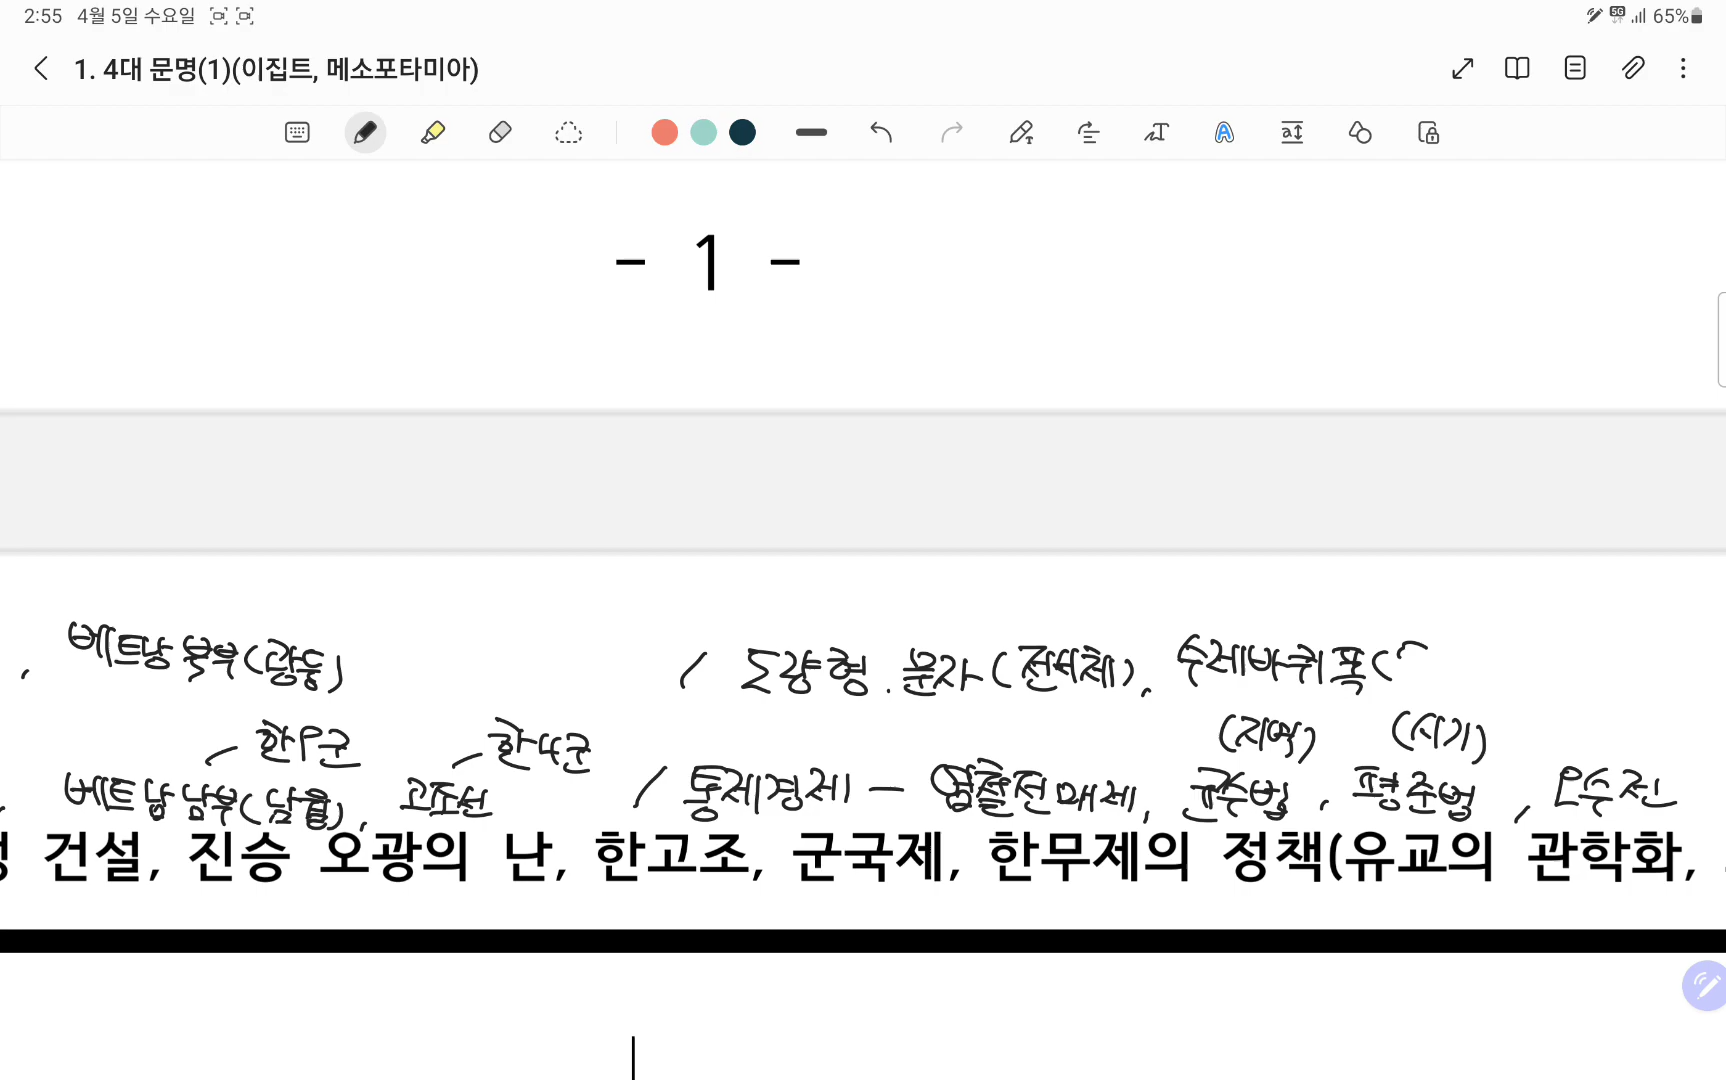 2:55 4월 5일 수요일 5G 65%
1. 4대 문명(1)(이집트, 메소포타미아)
- 1 -
, 베트남 북부( ) / 도량형. 문자(전서체), 수레바퀴 폭(
한9군 한4군 (지역) (시기)
베트남 남부( ), 고조선 / 통제경제 - 염철전매제, 균수법, 평준법, 오수전
건설, 진승 오광의 난, 한고조, 군국제, 한무제의 정책(유교의 관학화,